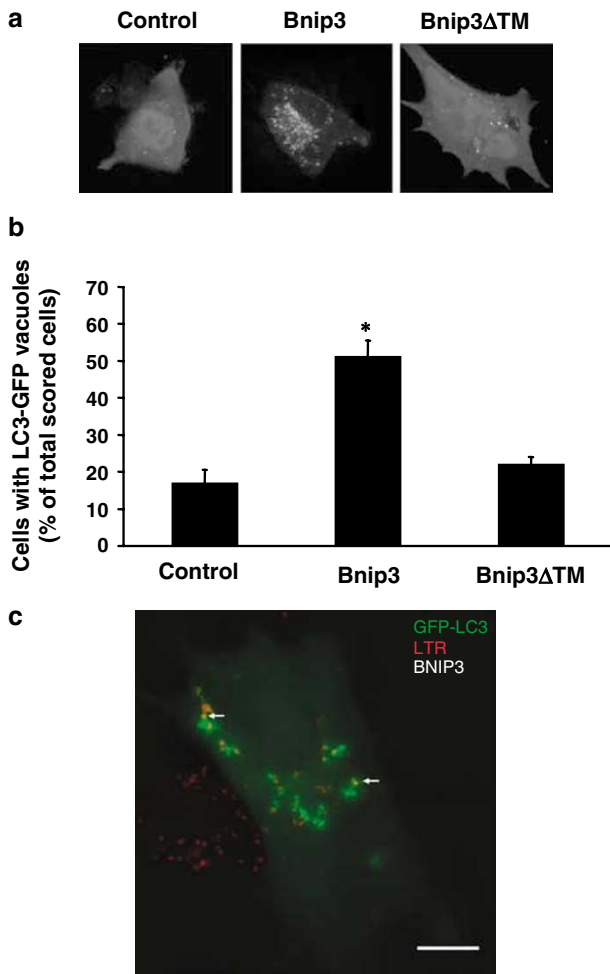 a
Control Bnip3 Bnip3ΔTM
b
Cells with LC3-GFP vacuoles
(% of total scored cells)
70
60
50
40
30
20
10
0
*
Control Bnip3 Bnip3ΔTM
c
GFP-LC3
LTR
BNIP3